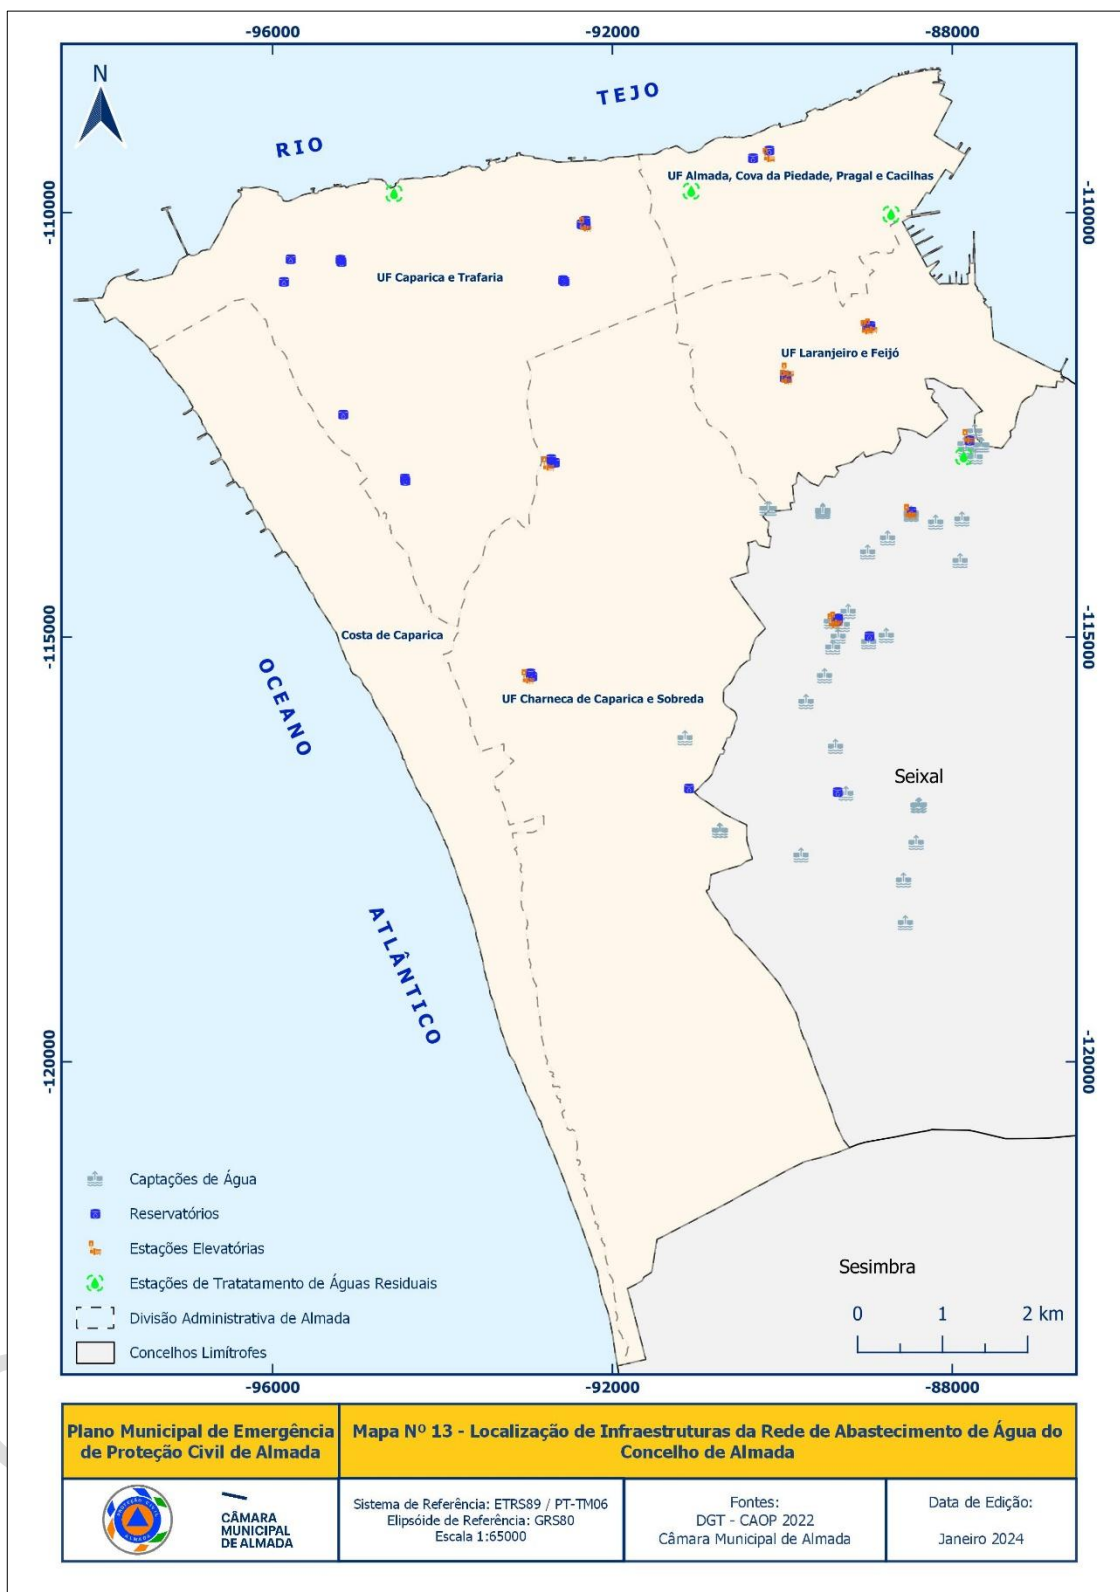 -96000
-92000
-88000
N
RIO
TEJO
UF Almada, Cova da Piedade, Pragal e Cacilhas
-110000
-110000
UF Caparica e Trafaria
UF Laranjeiro e Feijó
-115000
-115000
Costa de Caparica
OCEANO
UF Charneca de Caparica e Sobreda
Seixal
ATLÂNTICO
-120000
-120000
Captações de Água
Reservatórios
Estações Elevatórias
Estações de Tratatamento de Águas Residuais
Divisão Administrativa de Almada
Concelhos Limítrofes
Sesimbra
0 1 2 km
-96000
-92000
-88000
Plano Municipal de Emergência
de Proteção Civil de Almada
Mapa Nº 13 - Localização de Infraestruturas da Rede de Abastecimento de Água do
Concelho de Almada
PROTEÇÃO CIVIL
ALMADA
CÂMARA
MUNICIPAL
DE ALMADA
Sistema de Referência: ETRS89 / PT-TM06
Elipsóide de Referência: GRS80
Escala 1:65000
Fontes:
DGT - CAOP 2022
Câmara Municipal de Almada
Data de Edição:
Janeiro 2024